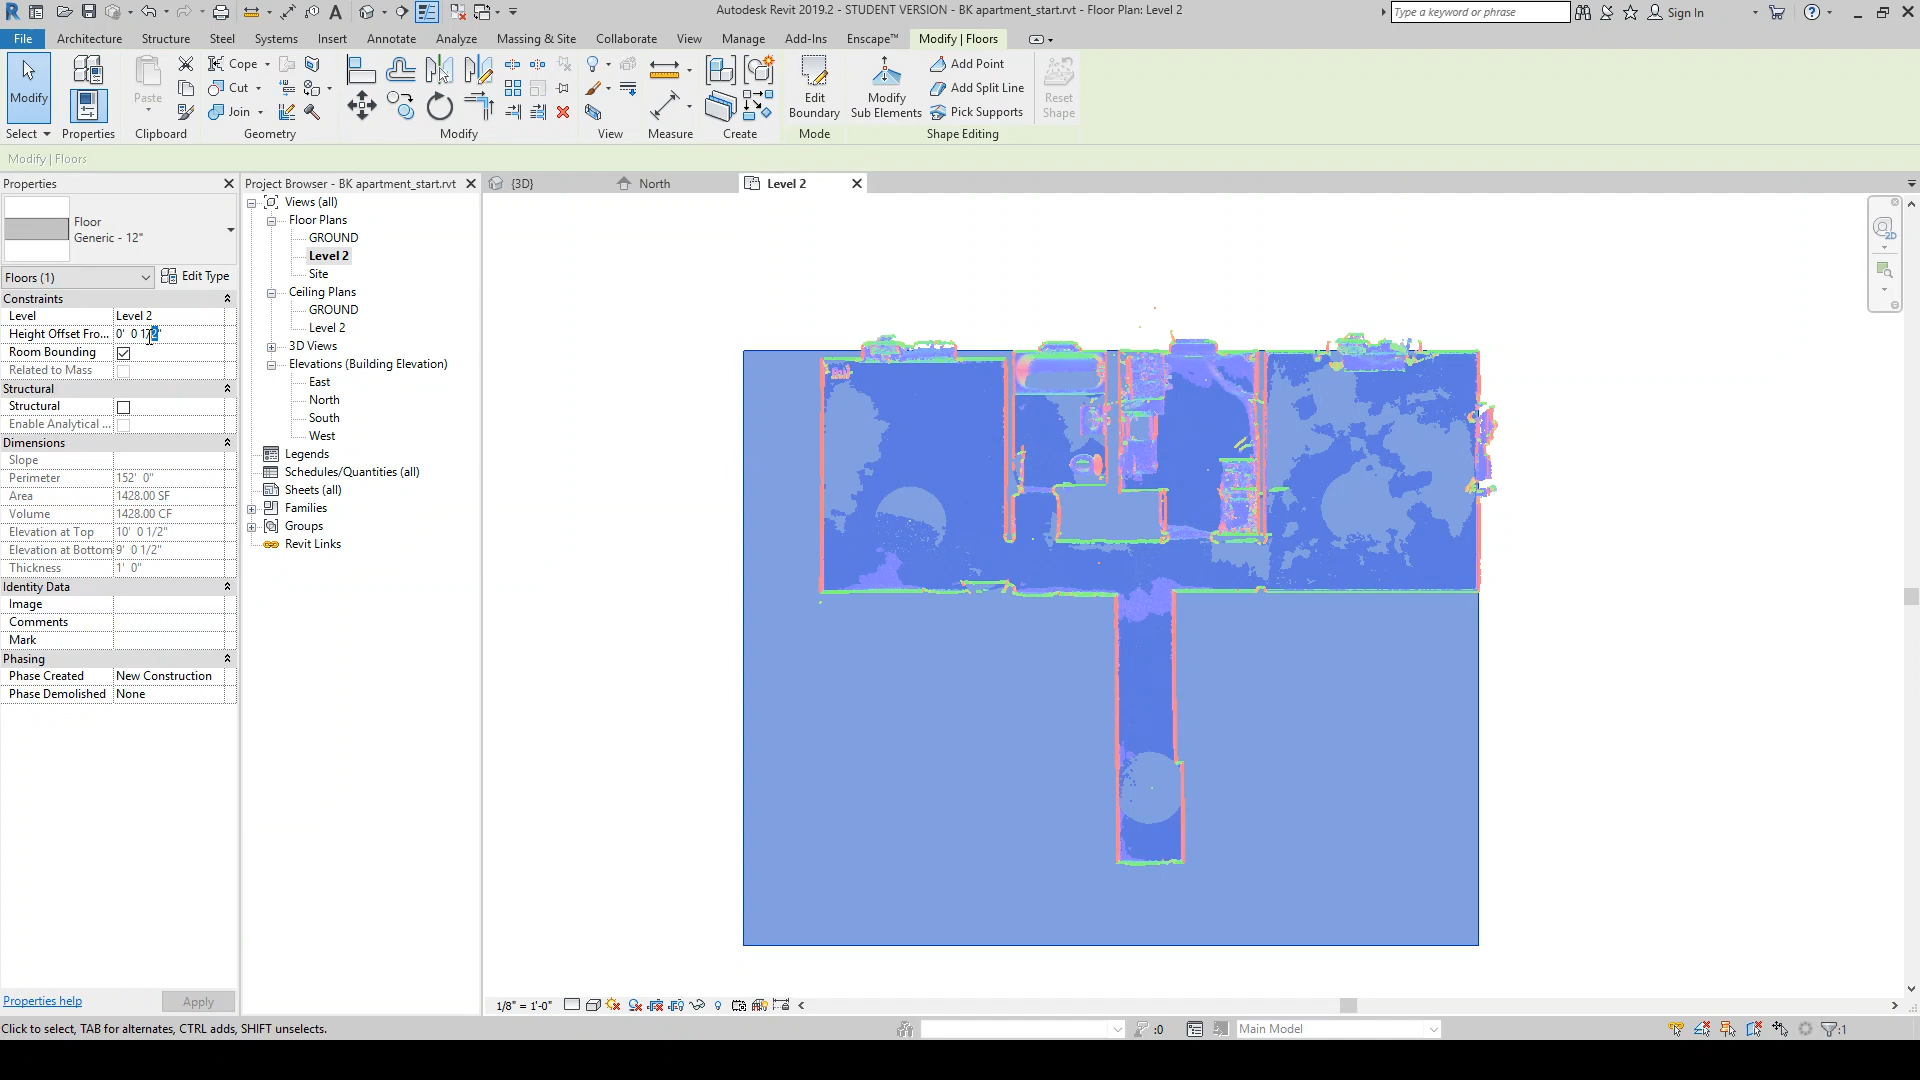 Autodesk Revit 2019.2 - STUDENT VERSION - BK apartment_start.rvt - Floor Plan: Level 2
Type a keyword or phrase
Sign In
File Architecture Structure Steel Systems Insert Annotate Analyze Massing & Site Collaborate View Manage Add-Ins Enscape™ Modify | Floors
Modify
Paste
Cope
Cut
Join
Edit Boundary
Modify Sub Elements
Add Point
Add Split Line
Pick Supports
Reset Shape
Select Properties Clipboard Geometry Modify View Measure Create Mode Shape Editing
Modify | Floors
Properties
Project Browser - BK apartment_start.rvt
{3D}
North
Level 2
Floor
Generic - 12"
Floors (1)
Edit Type
Constraints
Level Level 2
Height Offset Fro... 0' 0 1/2"
Room Bounding
Related to Mass
Structural
Structural
Enable Analytical ...
Dimensions
Slope
Perimeter 152' 0"
Area 1428.00 SF
Volume 1428.00 CF
Elevation at Top 10' 0 1/2"
Elevation at Bottom 9' 0 1/2"
Thickness 1' 0"
Identity Data
Image
Comments
Mark
Phasing
Phase Created New Construction
Phase Demolished None
Properties help
Apply
Views (all)
Floor Plans
GROUND
Level 2
Site
Ceiling Plans
GROUND
Level 2
3D Views
Elevations (Building Elevation)
East
North
South
West
Legends
Schedules/Quantities (all)
Sheets (all)
Families
Groups
Revit Links
2D
1/8" = 1'-0"
Click to select, TAB for alternates, CTRL adds, SHIFT unselects.
:0
Main Model
:1